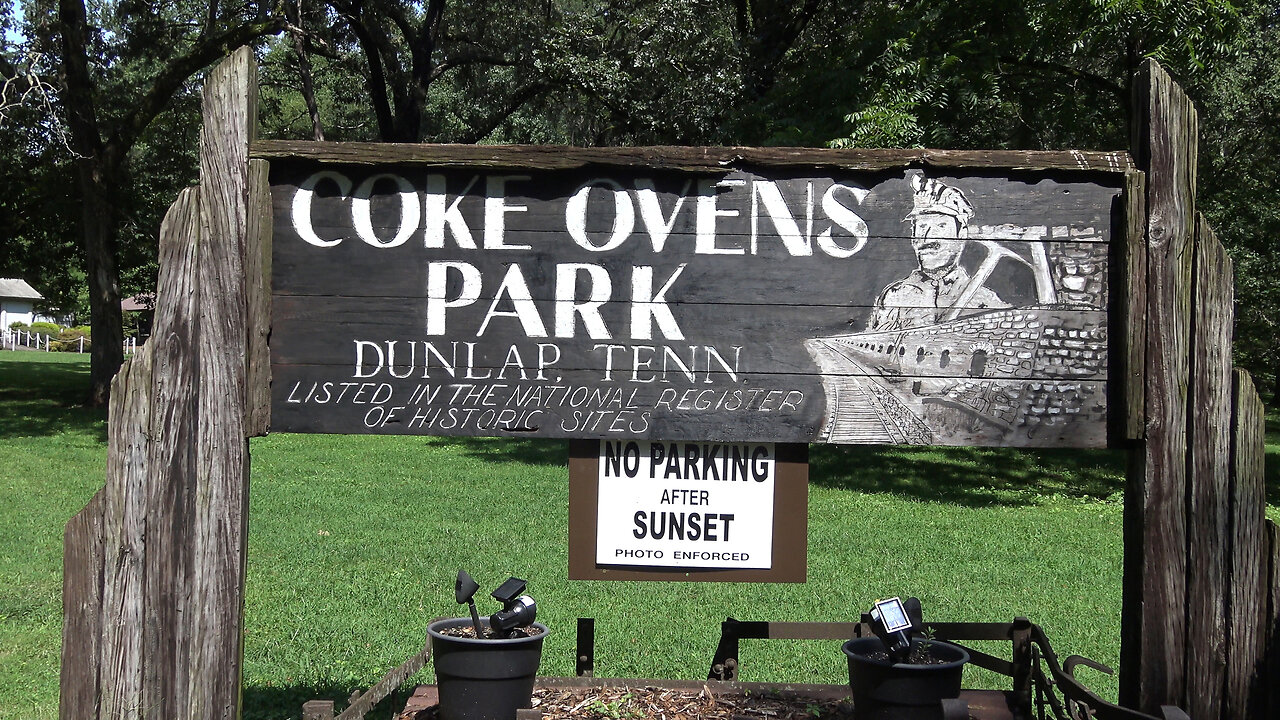 COKE OVENS
PARK
DUNLAP, TENN.
LISTED IN THE NATIONAL REGISTER
OF HISTORIC SITES
NO PARKING
AFTER
SUNSET
PHOTO ENFORCED